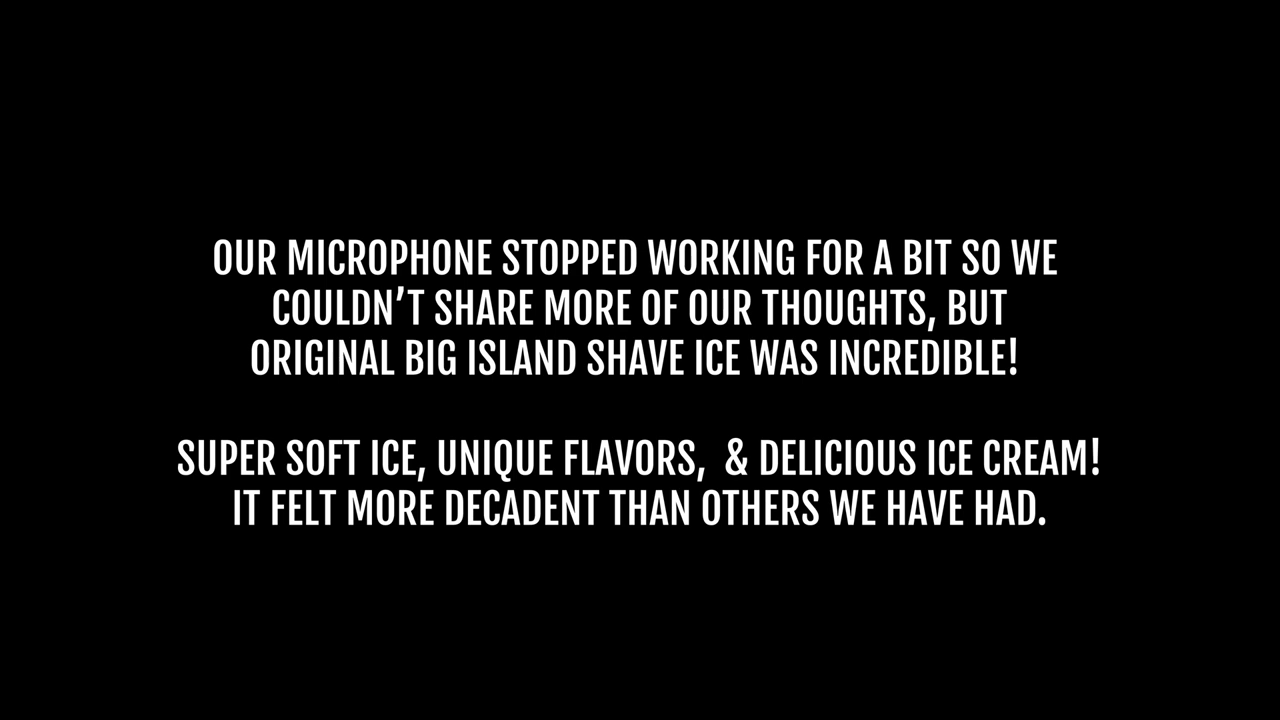 OUR MICROPHONE STOPPED WORKING FOR A BIT SO WE
COULDN’T SHARE MORE OF OUR THOUGHTS, BUT
ORIGINAL BIG ISLAND SHAVE ICE WAS INCREDIBLE!
SUPER SOFT ICE, UNIQUE FLAVORS,  & DELICIOUS ICE CREAM!
IT FELT MORE DECADENT THAN OTHERS WE HAVE HAD.